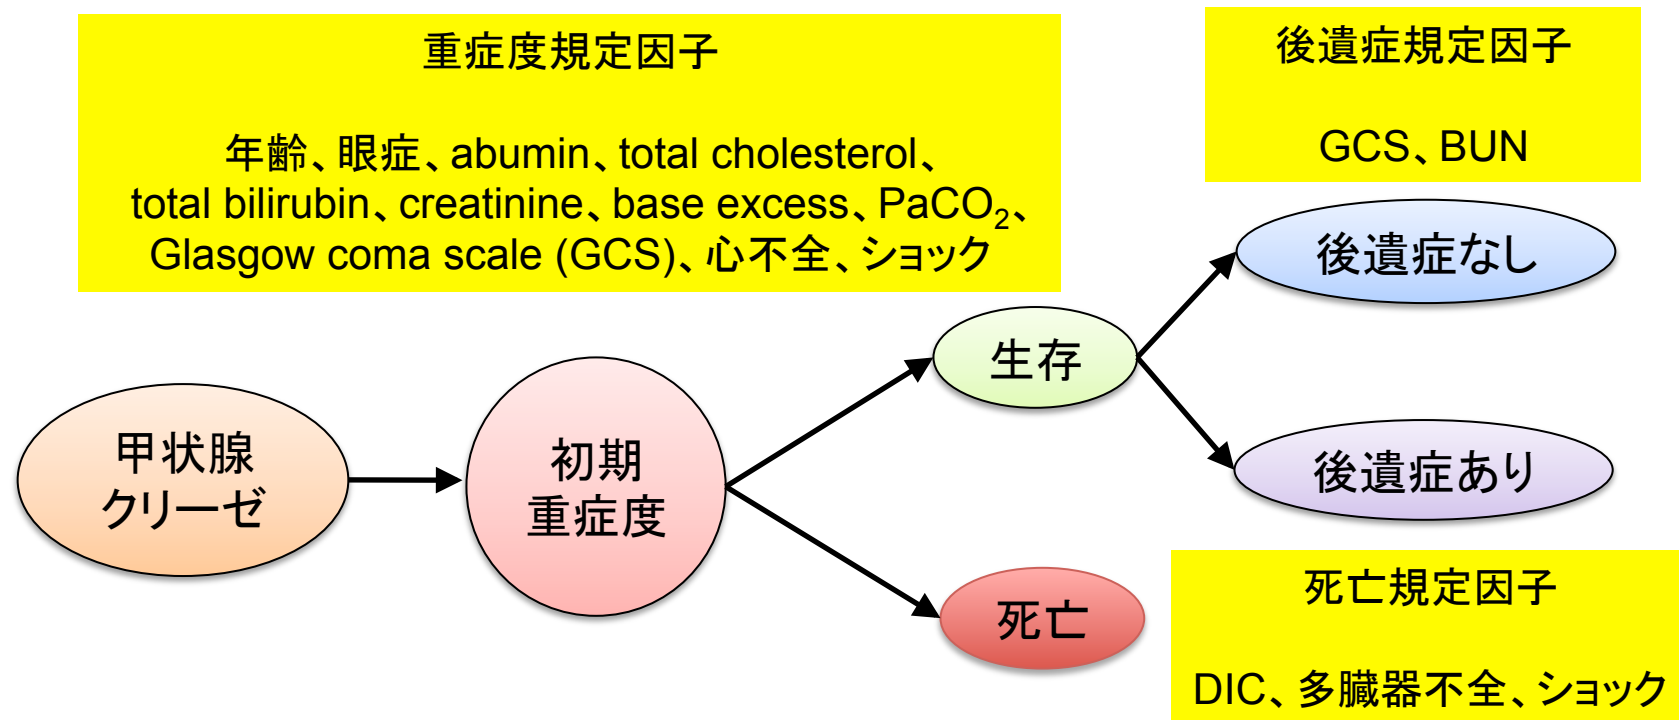 重症度規定因子
年齢、眼症、abumin、total cholesterol、
total bilirubin、creatinine、base excess、PaCO₂、
Glasgow coma scale (GCS)、心不全、ショック
後遺症規定因子
GCS、BUN
甲状腺
クリーゼ
初期
重症度
生存
死亡
後遺症なし
後遺症あり
死亡規定因子
DIC、多臓器不全、ショック